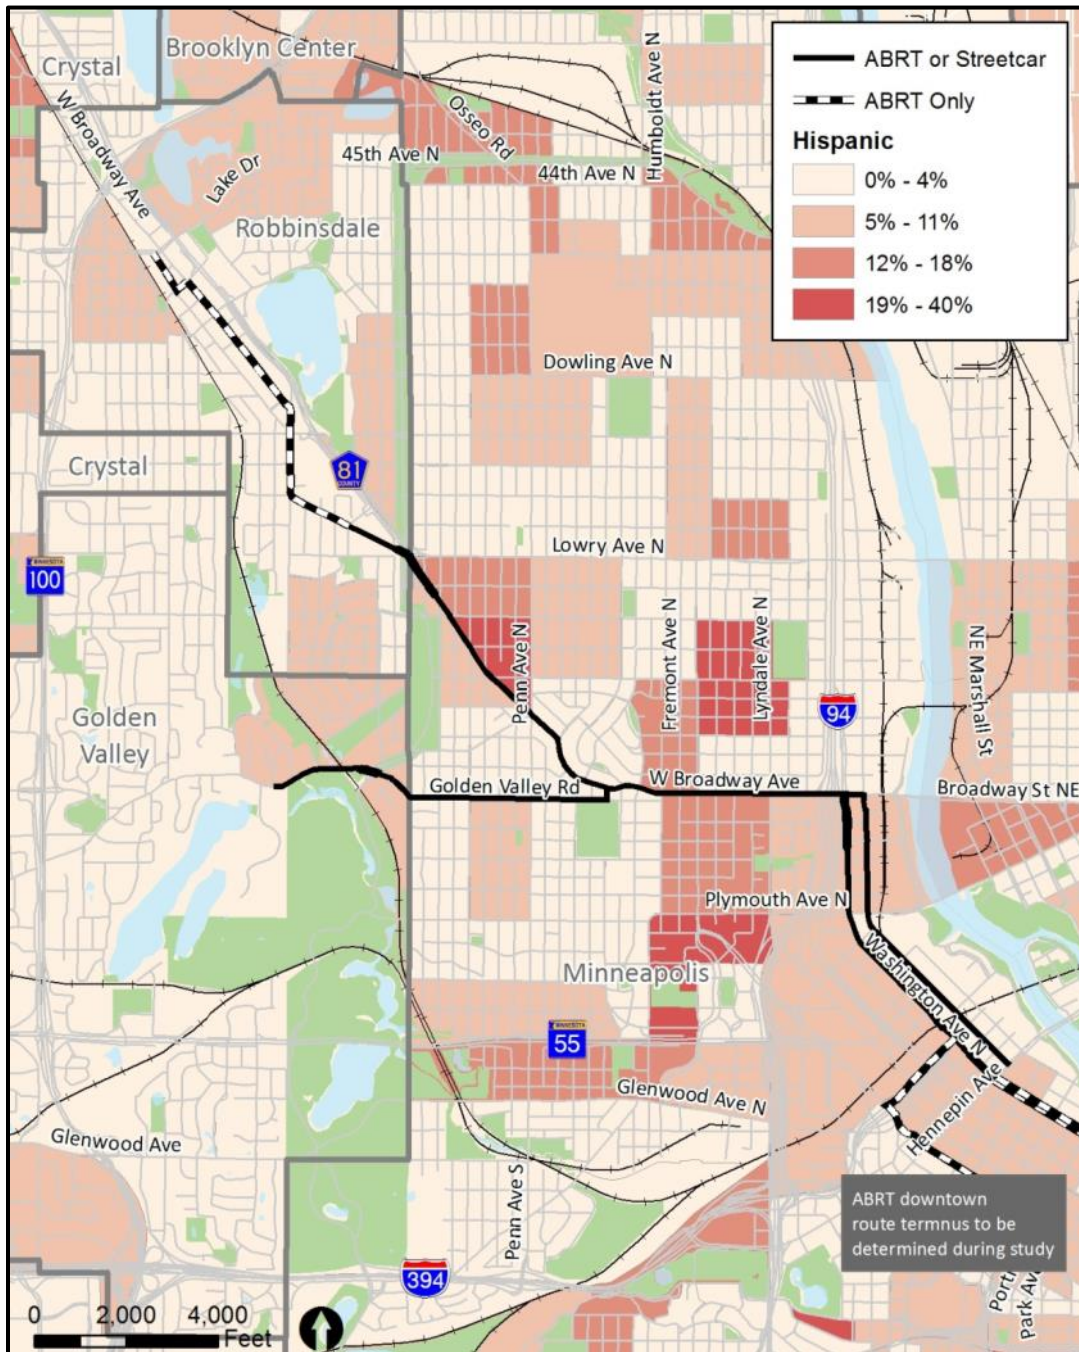 ABRT or Streetcar
ABRT Only
Hispanic
0% - 4%
5% - 11%
12% - 18%
19% - 40%
Brooklyn Center
Crystal
W Broadway Ave
Osseo Rd
Humboldt Ave N
45th Ave N
44th Ave N
Lake Dr
Robbinsdale
Dowling Ave N
Crystal
81
COUNTY
Lowry Ave N
MINNESOTA
100
Penn Ave N
Fremont Ave N
Lyndale Ave N
NE Marshall St
94
Golden
Valley
Golden Valley Rd
W Broadway Ave
Broadway St NE
Plymouth Ave N
Minneapolis
Washington Ave N
MINNESOTA
55
Glenwood Ave N
Hennepin Ave
Glenwood Ave
Penn Ave S
ABRT downtown
route termnus to be
determined during study
394
Port
Park Ave
0 2,000 4,000
Feet